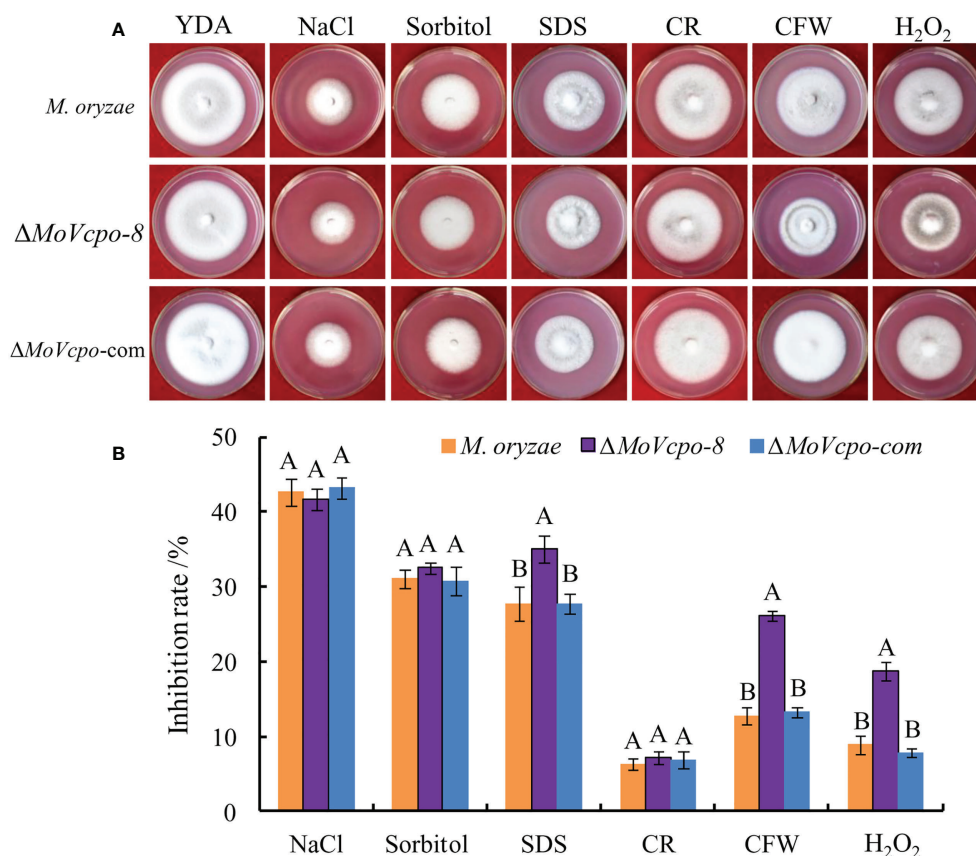 A
YDA NaCl Sorbitol SDS CR CFW H₂O₂
M. oryzae
ΔMoVcpo-8
ΔMoVcpo-com
B
M. oryzae ΔMoVcpo-8 ΔMoVcpo-com
Inhibition rate /%
50
40
30
20
10
0
A A A
A A A
B A B
A A A
B A B
B A B
NaCl Sorbitol SDS CR CFW H₂O₂